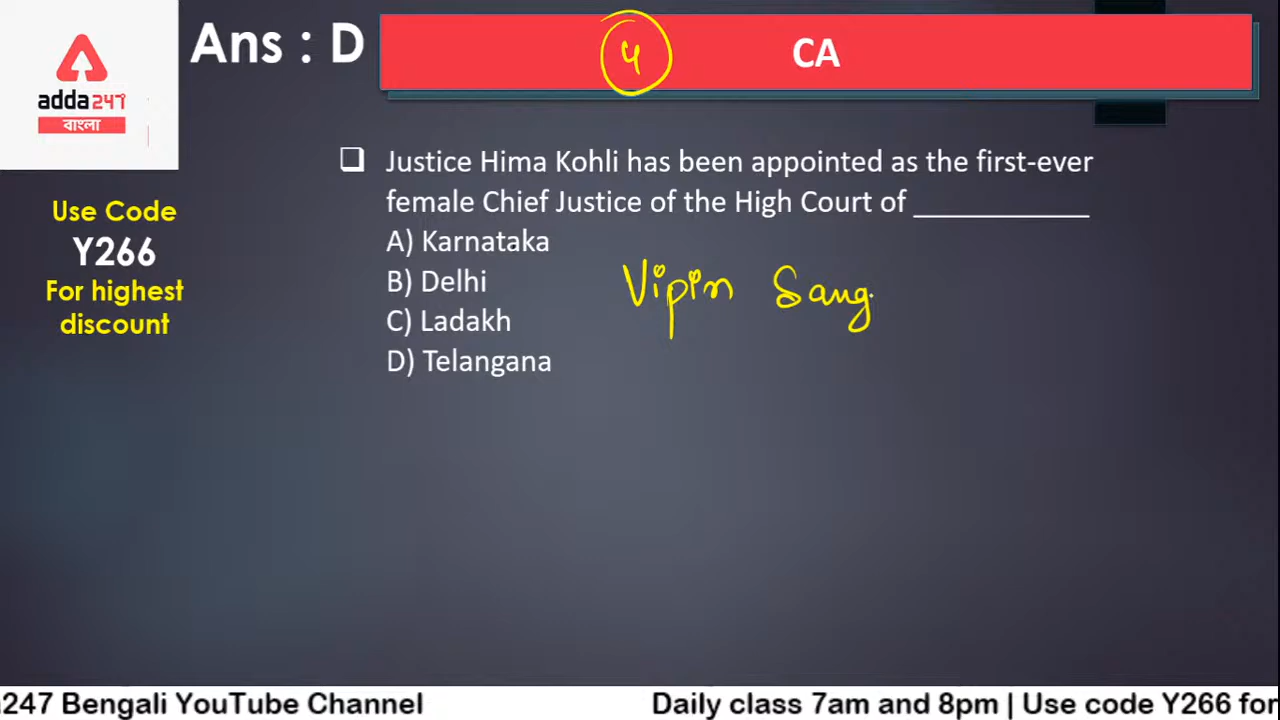 Ans : D
4
CA
adda247
বাংলা
❑ Justice Hima Kohli has been appointed as the first-ever
female Chief Justice of the High Court of ____________
A) Karnataka
B) Delhi
C) Ladakh
D) Telangana
Vipin Sang
Use Code
Y266
For highest
discount
247 Bengali YouTube Channel
Daily class 7am and 8pm | Use code Y266 for